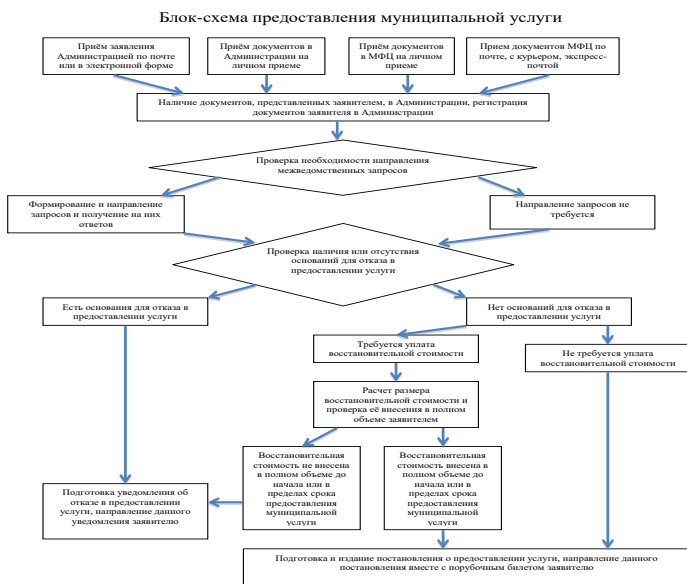 Блок-схема предоставления муниципальной услуги
Приём заявления
Администрацией по почте
или в электронной форме
Приём документов в
Администрации на
личном приеме
Приём документов
в МФЦ на личном
приеме
Прием документов МФЦ по
почте, с курьером, экспресс-
почтой
Наличие документов, представленных заявителем, в Администрации, регистрация
документов заявителя в Администрации
Проверка необходимости направления
межведомственных запросов
Формирование и направление
запросов и получение на них
ответов
Направление запросов не
требуется
Проверка наличия или отсутствия
оснований для отказа в
предоставлении услуги
Есть основания для отказа в
предоставлении услуги
Нет оснований для отказа в
предоставлении услуги
Требуется уплата
восстановительной стоимости
Не требуется уплата
восстановительной стоимости
Расчет размера
восстановительной стоимости и
проверка её внесения в полном
объеме заявителем
Восстановительная
стоимость не внесена
в полном объеме до
начала или в
пределах срока
предоставления
муниципальной
услуги
Восстановительная
стоимость внесена в
полном объеме до
начала или в
пределах срока
предоставления
муниципальной
услуги
Подготовка уведомления об
отказе в предоставлении
услуги, направление данного
уведомления заявителю
Подготовка и издание постановления о предоставлении услуги, направление данного
постановления вместе с порубочным билетом заявителю